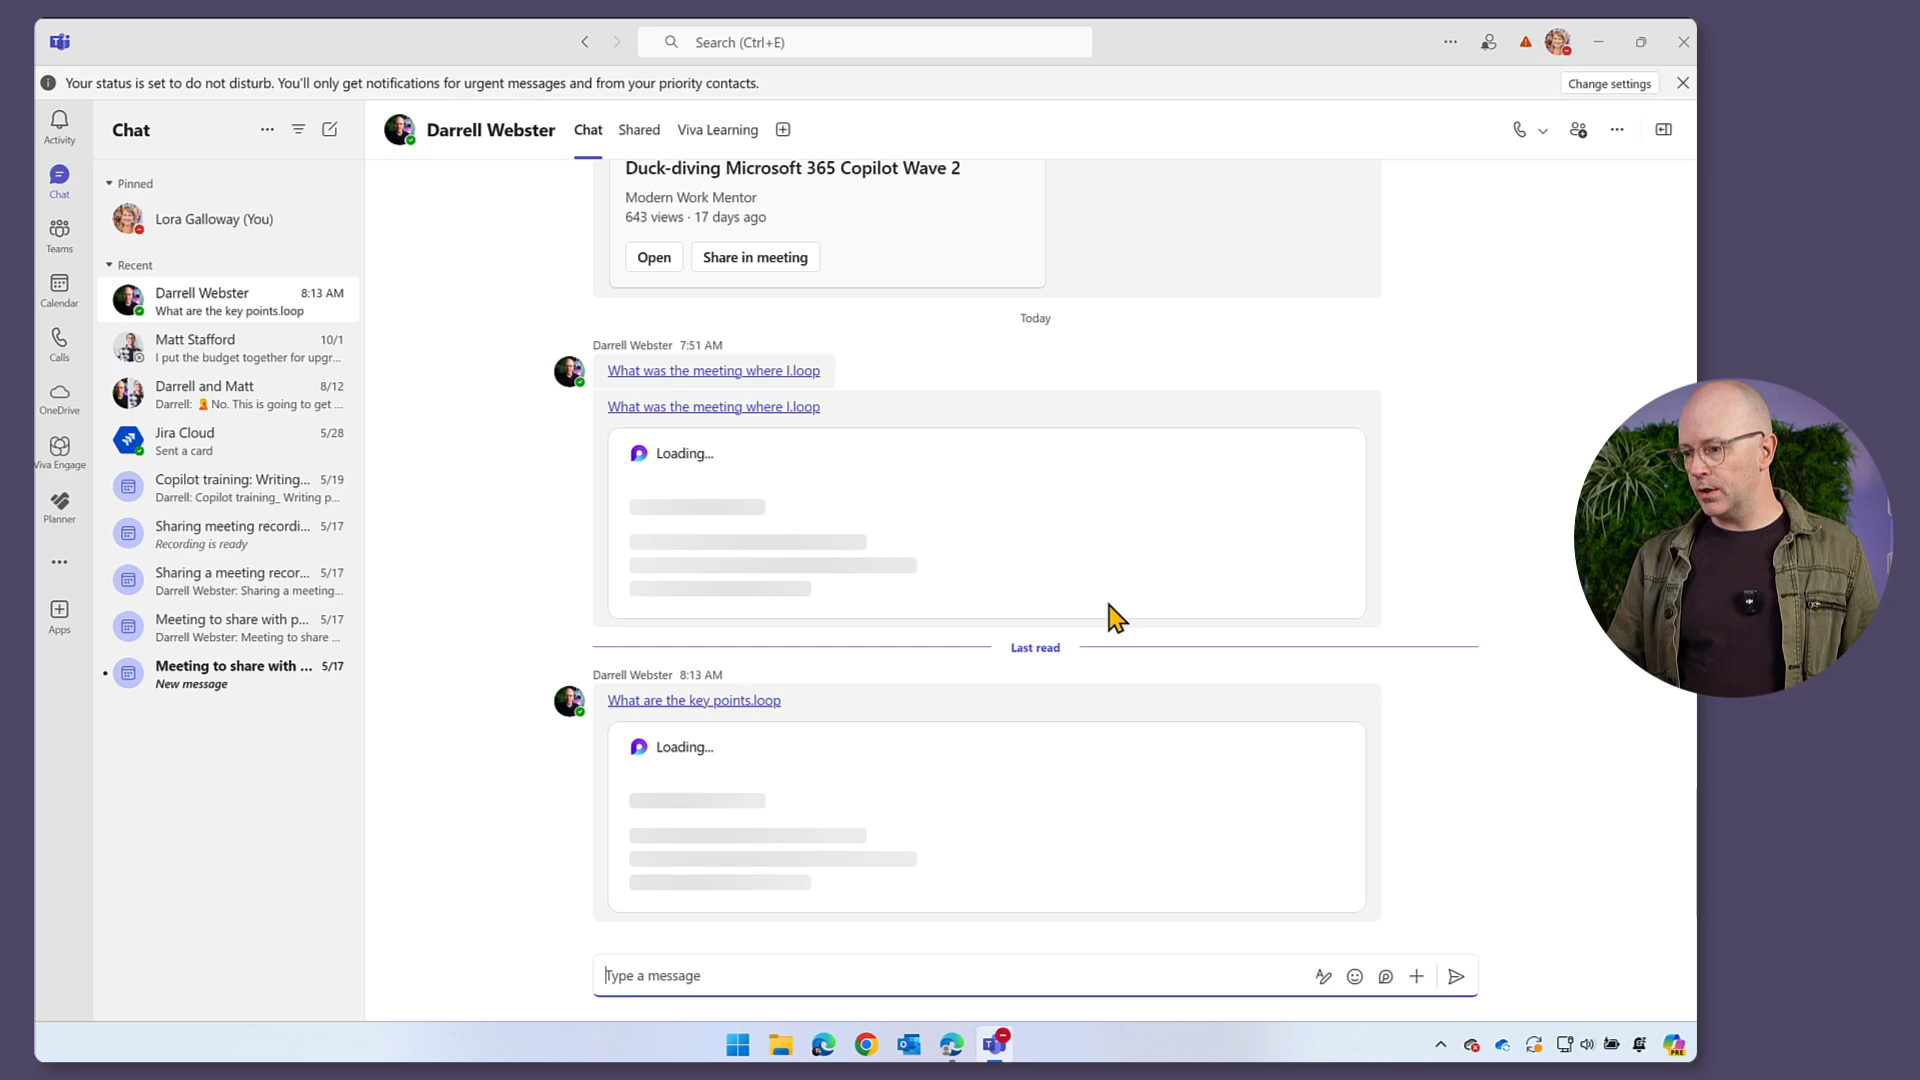 Search (Ctrl+E)
Your status is set to do not disturb. You'll only get notifications for urgent messages and from your priority contacts.
Change settings
Activity
Chat
Teams
Calendar
Calls
OneDrive
Viva Engage
Planner
Apps
Chat
Pinned
Lora Galloway (You)
Recent
Darrell Webster 8:13 AM
What are the key points.loop
Matt Stafford 10/1
I put the budget together for upgr...
Darrell and Matt 8/12
Darrell: No. This is going to get ...
Jira Cloud 5/28
Sent a card
Copilot training: Writing... 5/19
Darrell: Copilot training_ Writing p...
Sharing meeting recordi... 5/17
Recording is ready
Sharing a meeting recor... 5/17
Darrell Webster: Sharing a meeting...
Meeting to share with p... 5/17
Darrell Webster: Meeting to share ...
Meeting to share with ... 5/17
New message
Darrell Webster Chat Shared Viva Learning
Duck-diving Microsoft 365 Copilot Wave 2
Modern Work Mentor
643 views · 17 days ago
Open Share in meeting
Today
Darrell Webster 7:51 AM
What was the meeting where I.loop
What was the meeting where I.loop
Loading...
Last read
Darrell Webster 8:13 AM
What are the key points.loop
Loading...
Type a message
PRE